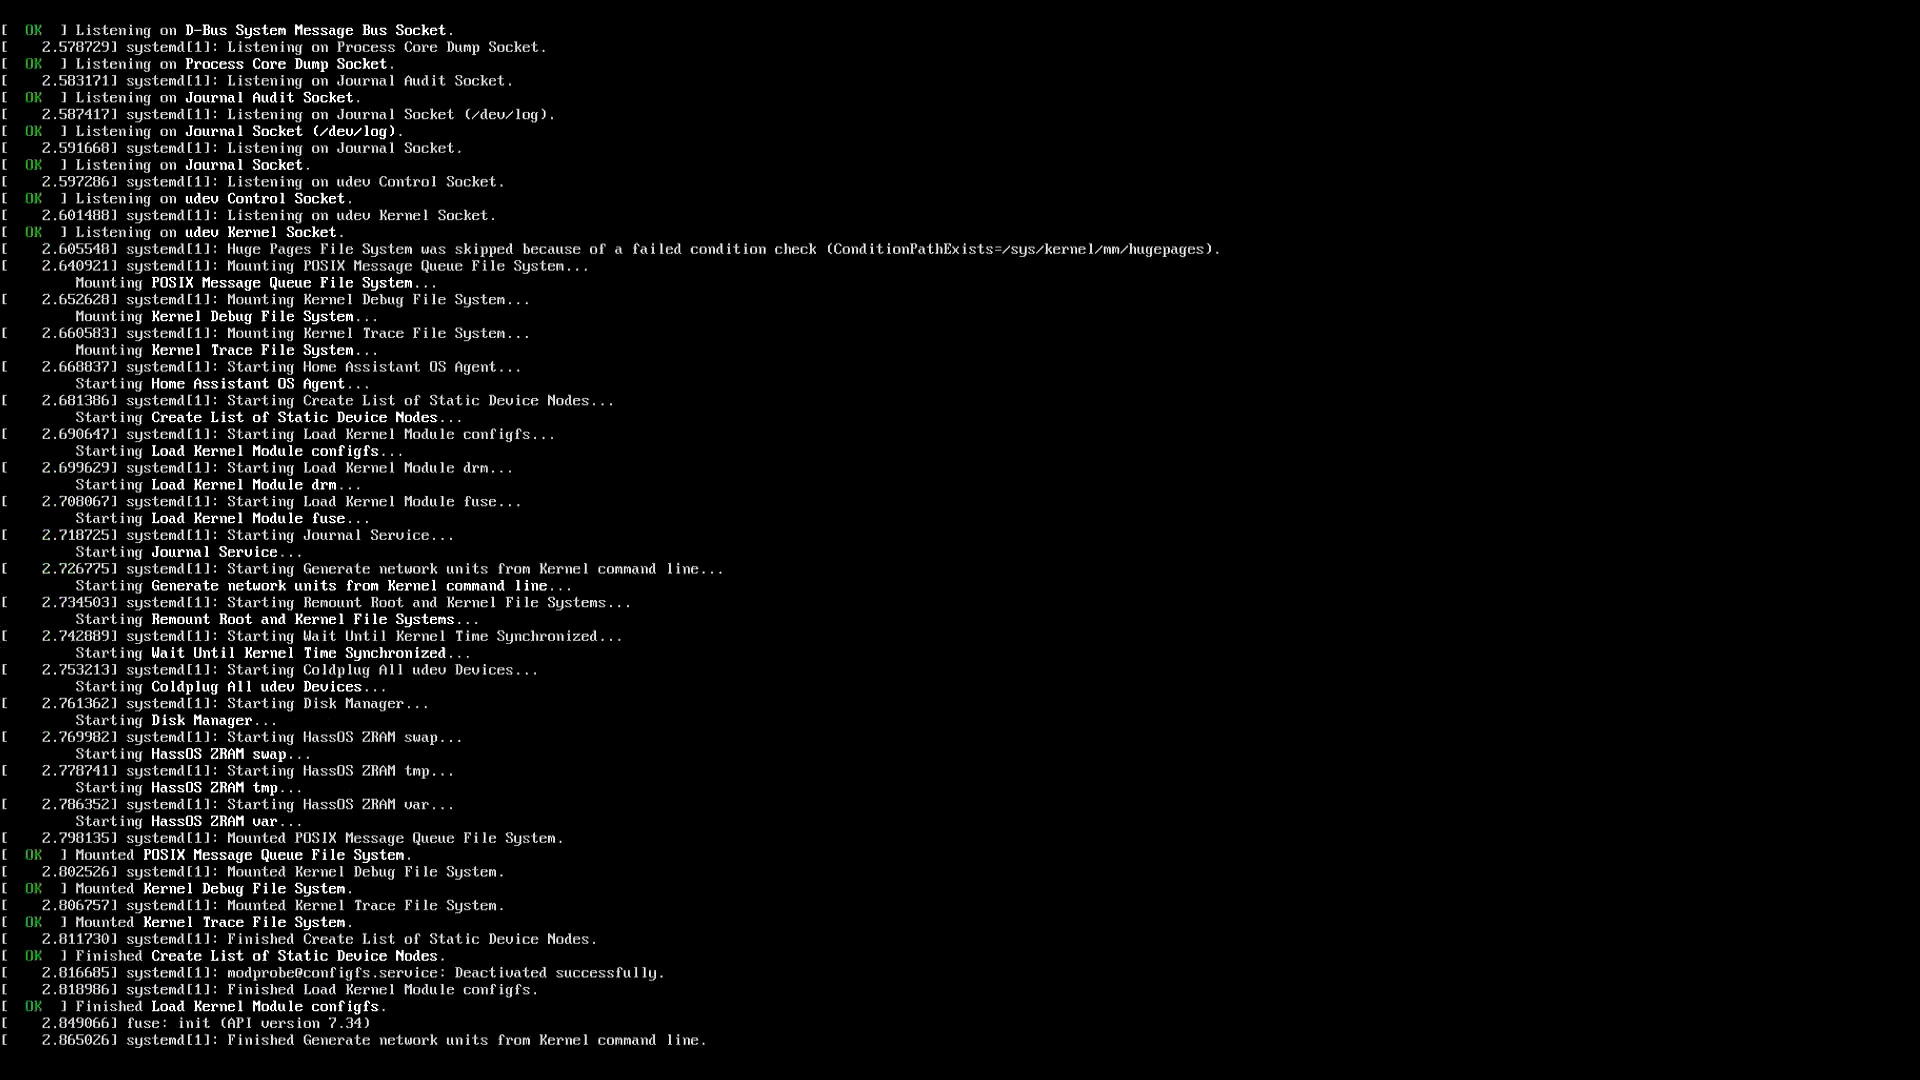 [  OK  ] Listening on D-Bus System Message Bus Socket.
[    2.578729] systemd[1]: Listening on Process Core Dump Socket.
[  OK  ] Listening on Process Core Dump Socket.
[    2.583171] systemd[1]: Listening on Journal Audit Socket.
[  OK  ] Listening on Journal Audit Socket.
[    2.587417] systemd[1]: Listening on Journal Socket (/dev/log).
[  OK  ] Listening on Journal Socket (/dev/log).
[    2.591668] systemd[1]: Listening on Journal Socket.
[  OK  ] Listening on Journal Socket.
[    2.597286] systemd[1]: Listening on udev Control Socket.
[  OK  ] Listening on udev Control Socket.
[    2.601488] systemd[1]: Listening on udev Kernel Socket.
[  OK  ] Listening on udev Kernel Socket.
[    2.605548] systemd[1]: Huge Pages File System was skipped because of a failed condition check (ConditionPathExists=/sys/kernel/mm/hugepages).
[    2.640921] systemd[1]: Mounting POSIX Message Queue File System...
         Mounting POSIX Message Queue File System...
[    2.652628] systemd[1]: Mounting Kernel Debug File System...
         Mounting Kernel Debug File System...
[    2.660583] systemd[1]: Mounting Kernel Trace File System...
         Mounting Kernel Trace File System...
[    2.668837] systemd[1]: Starting Home Assistant OS Agent...
         Starting Home Assistant OS Agent...
[    2.681386] systemd[1]: Starting Create List of Static Device Nodes...
         Starting Create List of Static Device Nodes...
[    2.690647] systemd[1]: Starting Load Kernel Module configfs...
         Starting Load Kernel Module configfs...
[    2.699629] systemd[1]: Starting Load Kernel Module drm...
         Starting Load Kernel Module drm...
[    2.708067] systemd[1]: Starting Load Kernel Module fuse...
         Starting Load Kernel Module fuse...
[    2.718725] systemd[1]: Starting Journal Service...
         Starting Journal Service...
[    2.726775] systemd[1]: Starting Generate network units from Kernel command line...
         Starting Generate network units from Kernel command line...
[    2.734503] systemd[1]: Starting Remount Root and Kernel File Systems...
         Starting Remount Root and Kernel File Systems...
[    2.742889] systemd[1]: Starting Wait Until Kernel Time Synchronized...
         Starting Wait Until Kernel Time Synchronized...
[    2.753213] systemd[1]: Starting Coldplug All udev Devices...
         Starting Coldplug All udev Devices...
[    2.761362] systemd[1]: Starting Disk Manager...
         Starting Disk Manager...
[    2.769982] systemd[1]: Starting HassOS ZRAM swap...
         Starting HassOS ZRAM swap...
[    2.778741] systemd[1]: Starting HassOS ZRAM tmp...
         Starting HassOS ZRAM tmp...
[    2.786352] systemd[1]: Starting HassOS ZRAM var...
         Starting HassOS ZRAM var...
[    2.798135] systemd[1]: Mounted POSIX Message Queue File System.
[  OK  ] Mounted POSIX Message Queue File System.
[    2.802526] systemd[1]: Mounted Kernel Debug File System.
[  OK  ] Mounted Kernel Debug File System.
[    2.806757] systemd[1]: Mounted Kernel Trace File System.
[  OK  ] Mounted Kernel Trace File System.
[    2.811730] systemd[1]: Finished Create List of Static Device Nodes.
[  OK  ] Finished Create List of Static Device Nodes.
[    2.816685] systemd[1]: modprobe@configfs.service: Deactivated successfully.
[    2.818986] systemd[1]: Finished Load Kernel Module configfs.
[  OK  ] Finished Load Kernel Module configfs.
[    2.849066] fuse: init (API version 7.34)
[    2.865026] systemd[1]: Finished Generate network units from Kernel command line.